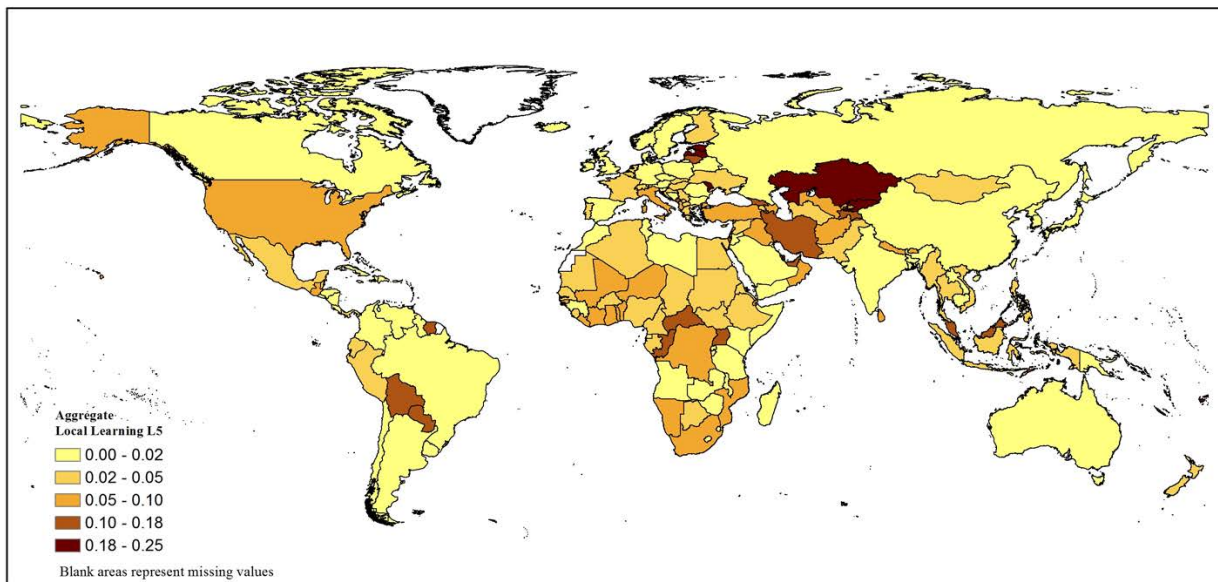 Aggregate
Local Learning L5
0.00 - 0.02
0.02 - 0.05
0.05 - 0.10
0.10 - 0.18
0.18 - 0.25
Blank areas represent missing values